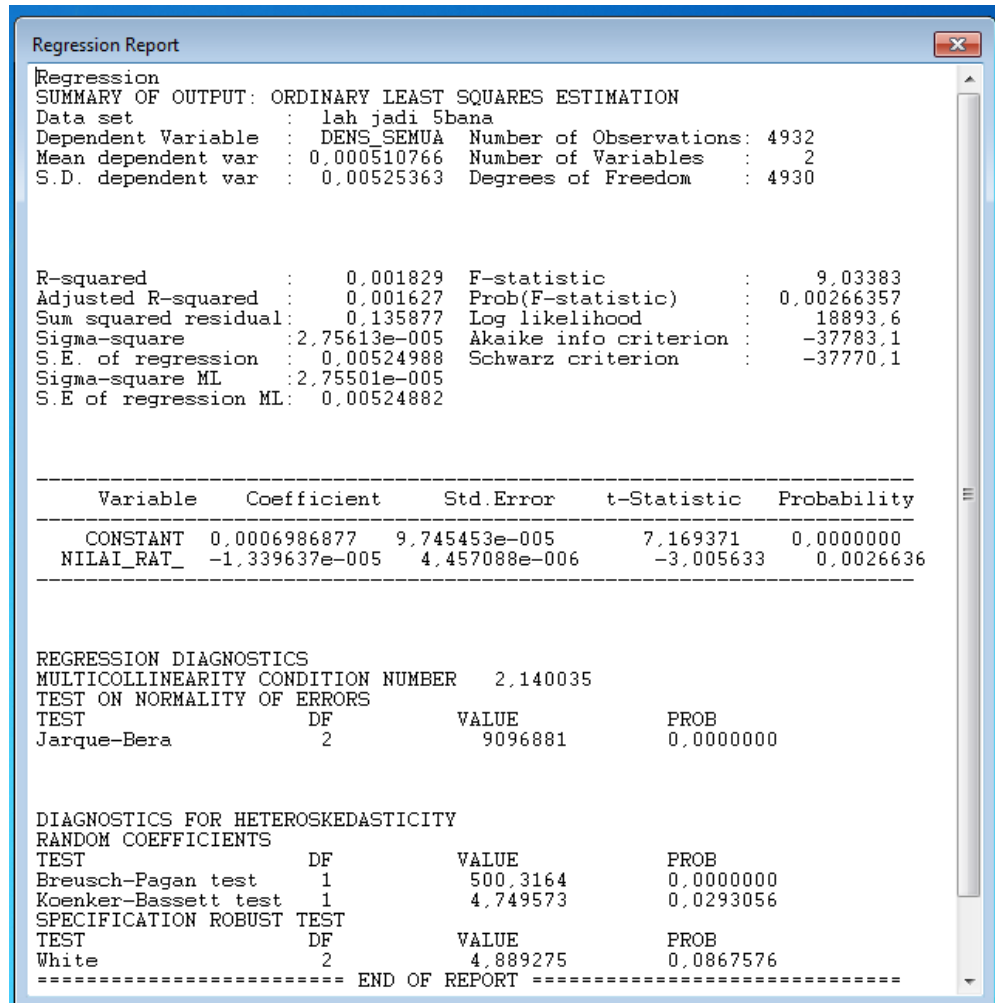 Regression Report
Regression
SUMMARY OF OUTPUT: ORDINARY LEAST SQUARES ESTIMATION
Data set : lah jadi 5bana
Dependent Variable : DENS_SEMUA Number of Observations: 4932
Mean dependent var : 0,000510766 Number of Variables : 2
S.D. dependent var : 0,00525363 Degrees of Freedom : 4930
R-squared : 0,001829 F-statistic : 9,03383
Adjusted R-squared : 0,001627 Prob(F-statistic) : 0,00266357
Sum squared residual: 0,135877 Log likelihood : 18893,6
Sigma-square :2,75613e-005 Akaike info criterion : -37783,1
S.E. of regression : 0,00524988 Schwarz criterion : -37770,1
Sigma-square ML :2,75501e-005
S.E of regression ML: 0,00524882
-----------------------------------------------------------------------
Variable Coefficient Std.Error t-Statistic Probability
-----------------------------------------------------------------------
CONSTANT 0,0006986877 9,745453e-005 7,169371 0,0000000
NILAI_RAT_ -1,339637e-005 4,457088e-006 -3,005633 0,0026636
-----------------------------------------------------------------------
REGRESSION DIAGNOSTICS
MULTICOLLINEARITY CONDITION NUMBER 2,140035
TEST ON NORMALITY OF ERRORS
TEST DF VALUE PROB
Jarque-Bera 2 9096881 0,0000000
DIAGNOSTICS FOR HETEROSKEDASTICITY
RANDOM COEFFICIENTS
TEST DF VALUE PROB
Breusch-Pagan test 1 500,3164 0,0000000
Koenker-Bassett test 1 4,749573 0,0293056
SPECIFICATION ROBUST TEST
TEST DF VALUE PROB
White 2 4,889275 0,0867576
========================= END OF REPORT ==============================